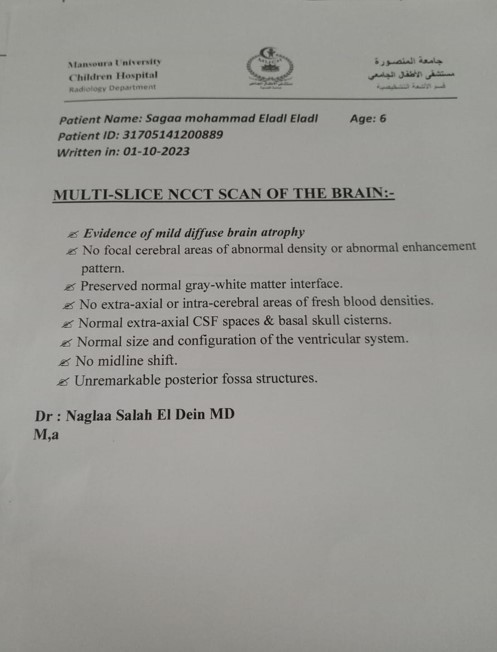 Mansoura University
Children Hospital
Radiology Department
جامعة المنصورة
مستشفى الأطفال الجامعي
قسم الأشعة التشخيصية
Patient Name: Sagaa mohammad Eladl Eladl Age: 6
Patient ID: 31705141200889
Written in: 01-10-2023
MULTI-SLICE NCCT SCAN OF THE BRAIN:-
Evidence of mild diffuse brain atrophy
No focal cerebral areas of abnormal density or abnormal enhancement
pattern.
Preserved normal gray-white matter interface.
No extra-axial or intra-cerebral areas of fresh blood densities.
Normal extra-axial CSF spaces & basal skull cisterns.
Normal size and configuration of the ventricular system.
No midline shift.
Unremarkable posterior fossa structures.
Dr : Naglaa Salah El Dein MD
M,a